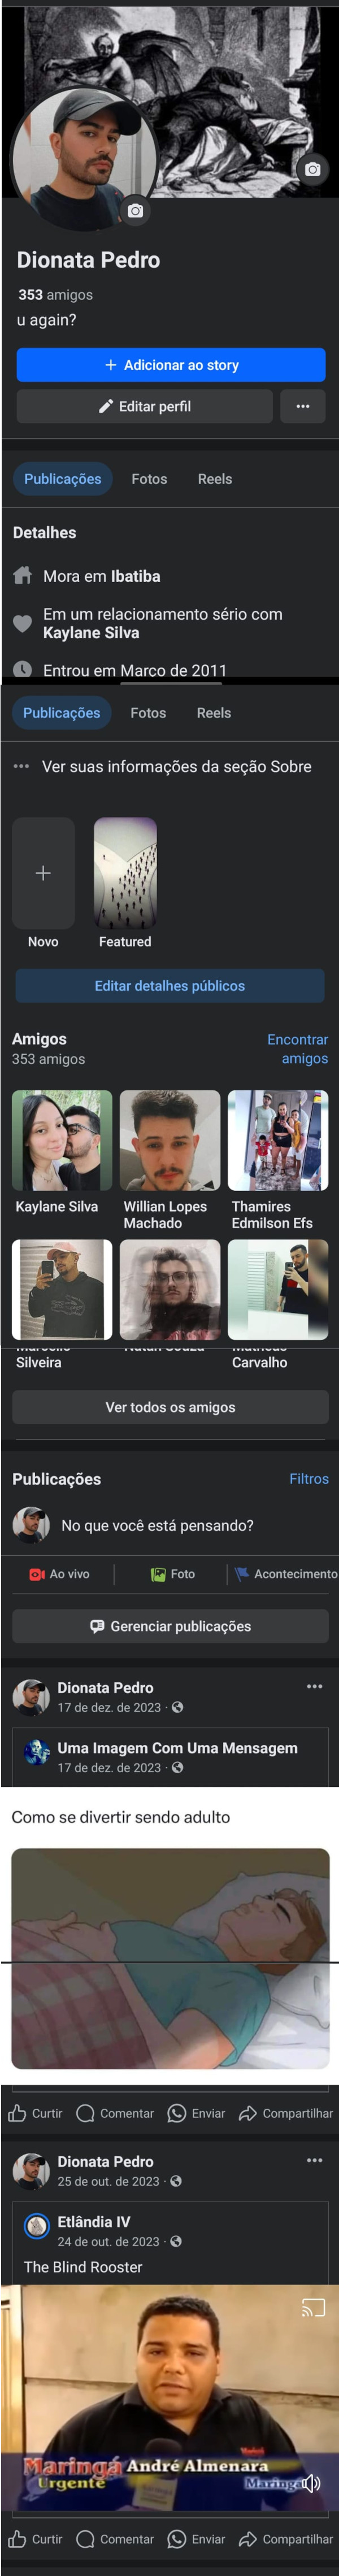 Dionata Pedro
353 amigos
u again?
+ Adicionar ao story
Editar perfil
Publicações Fotos Reels
Detalhes
Mora em Ibatiba
Em um relacionamento sério com
Kaylane Silva
Entrou em Março de 2011
Publicações Fotos Reels
Ver suas informações da seção Sobre
Novo Featured
Editar detalhes públicos
Amigos Encontrar
353 amigos amigos
Kaylane Silva Willian Lopes Thamires
Machado Edmilson Efs
Silveira Carvalho
Ver todos os amigos
Publicações Filtros
No que você está pensando?
Ao vivo Foto Acontecimento
Gerenciar publicações
Dionata Pedro
17 de dez. de 2023 ·
Uma Imagem Com Uma Mensagem
17 de dez. de 2023 ·
Como se divertir sendo adulto
Curtir Comentar Enviar Compartilhar
Dionata Pedro
25 de out. de 2023 ·
Etlândia IV
24 de out. de 2023 ·
The Blind Rooster
Maringá André Almenara
Urgente Maringá
Curtir Comentar Enviar Compartilhar